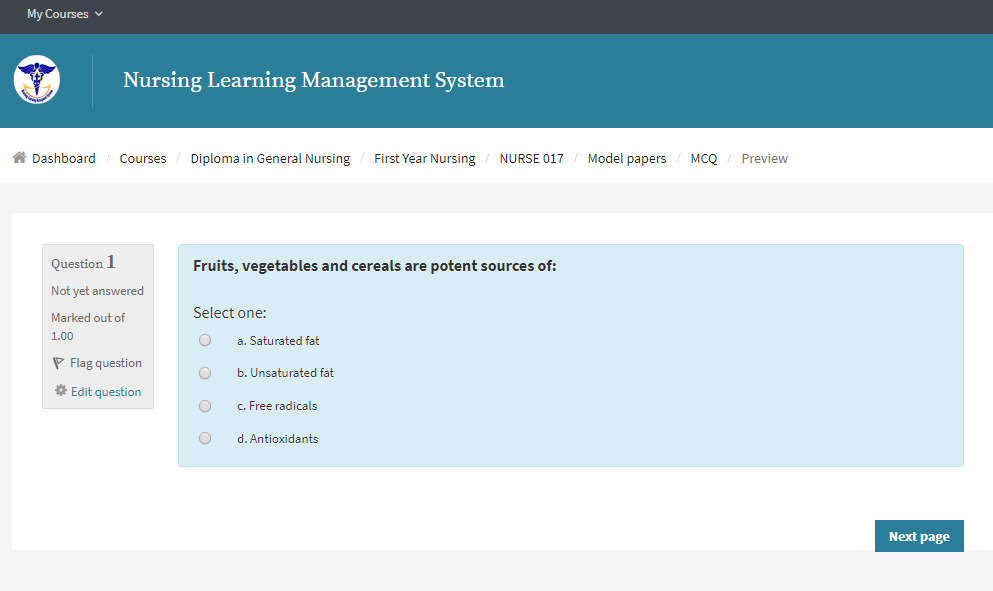 My Courses
Nursing Learning Management System
Dashboard / Courses / Diploma in General Nursing / First Year Nursing / NURSE 017 / Model papers / MCQ / Preview
Question 1
Not yet answered
Marked out of
1.00
Flag question
Edit question
Fruits, vegetables and cereals are potent sources of:
Select one:
a. Saturated fat
b. Unsaturated fat
c. Free radicals
d. Antioxidants
Next page